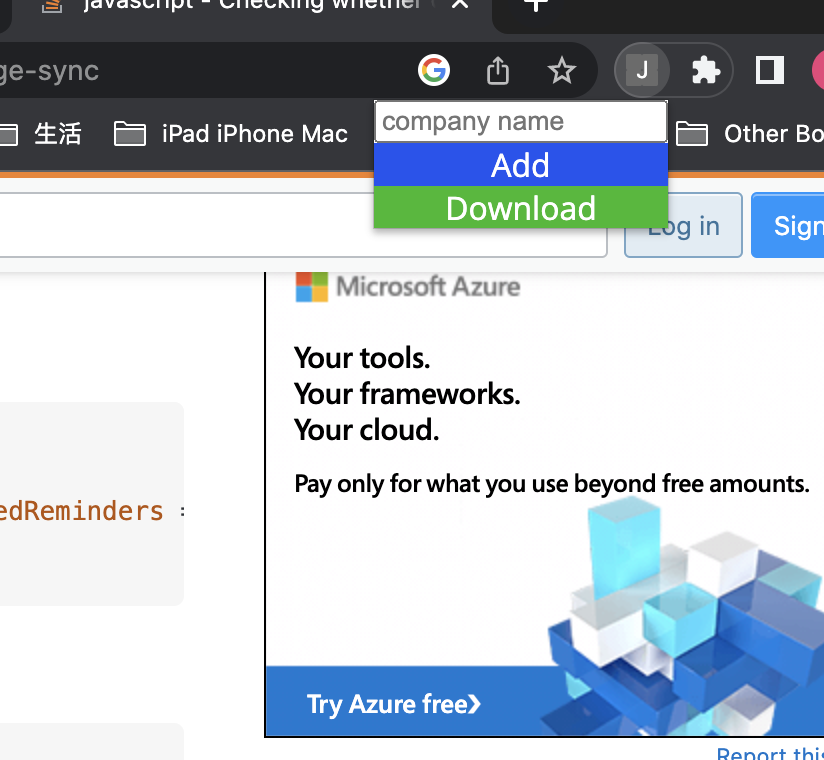 javascript - Checking whether
ge-sync
J
生活
iPad iPhone Mac
Other Bo
company name
Add
Download
Log in
Sign
Microsoft Azure
Your tools.
Your frameworks.
Your cloud.
Pay only for what you use beyond free amounts.
edReminders =
Try Azure free❯
Report this